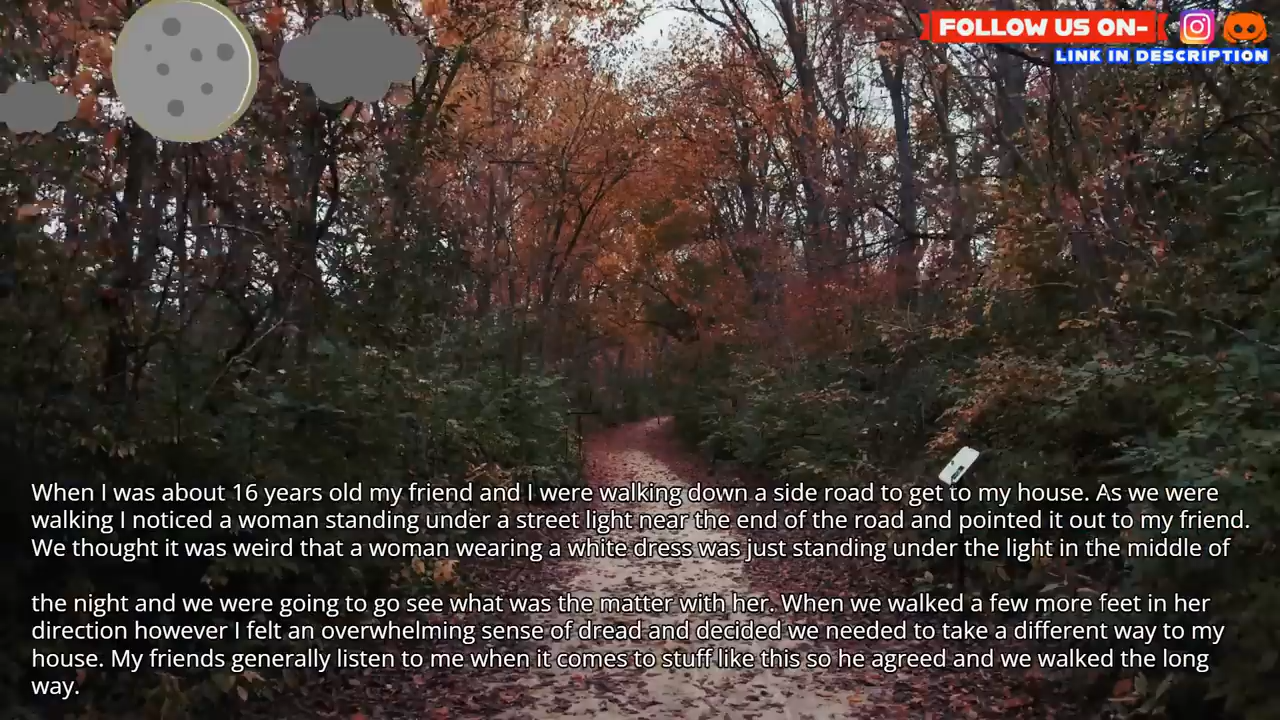 FOLLOW US ON-
LINK IN DESCRIPTION
When I was about 16 years old my friend and I were walking down a side road to get to my house. As we were
walking I noticed a woman standing under a street light near the end of the road and pointed it out to my friend.
We thought it was weird that a woman wearing a white dress was just standing under the light in the middle of
the night and we were going to go see what was the matter with her. When we walked a few more feet in her
direction however I felt an overwhelming sense of dread and decided we needed to take a different way to my
house. My friends generally listen to me when it comes to stuff like this so he agreed and we walked the long
way.